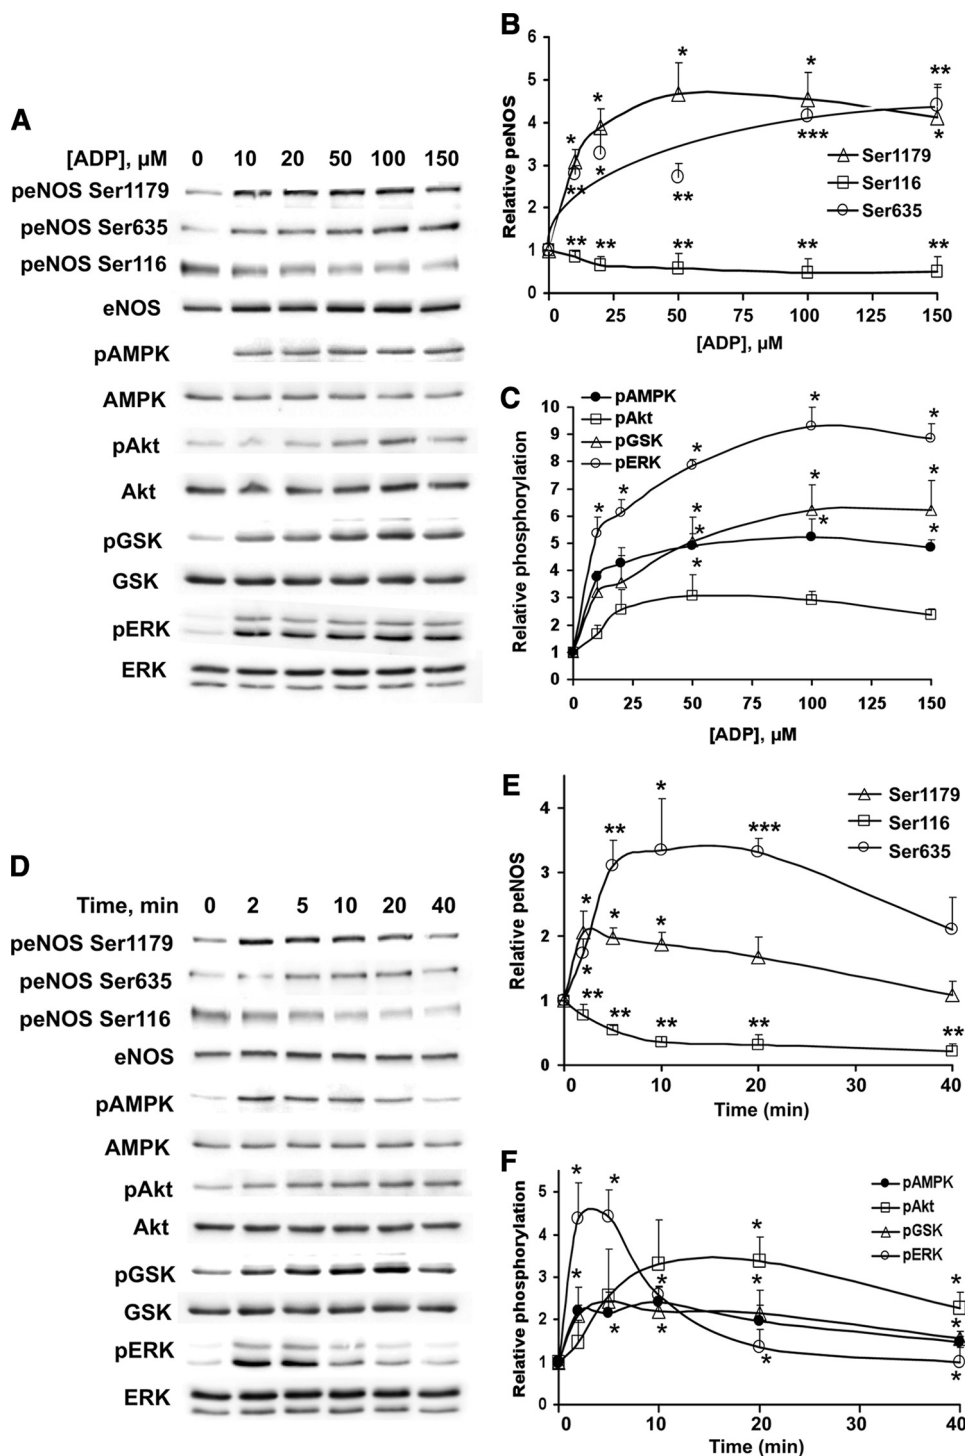 A
[ADP], µM 0 10 20 50 100 150
peNOS Ser1179
peNOS Ser635
peNOS Ser116
eNOS
pAMPK
AMPK
pAkt
Akt
pGSK
GSK
pERK
ERK
B
Relative peNOS
6
5
4
3
2
1
0
* * * * **
** * ** *** *
** ** ** ** **
Ser1179
Ser116
Ser635
0 25 50 75 100 125 150
[ADP], µM
C
Relative phosphorylation
pAMPK
pAkt
pGSK
pERK
10
9
8
7
6
5
4
3
2
1
0
* * * * *
* * *
* * *
*
0 25 50 75 100 125 150
[ADP], µM
D
Time, min 0 2 5 10 20 40
peNOS Ser1179
peNOS Ser635
peNOS Ser116
eNOS
pAMPK
AMPK
pAkt
Akt
pGSK
GSK
pERK
ERK
E
Relative peNOS
4
3
2
1
0
** * ***
* * *
*
** ** ** ** **
Ser1179
Ser116
Ser635
0 10 20 30 40
Time (min)
F
Relative phosphorylation
5
4
3
2
1
0
* *
* * * * *
* * * * *
pAMPK
pAkt
pGSK
pERK
0 10 20 30 40
Time (min)